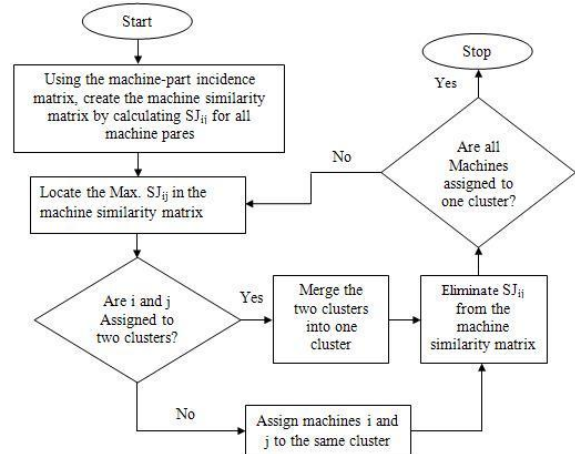 Start
Using the machine-part incidence
matrix, create the machine similarity
matrix by calculating SJij for all
machine pares
Locate the Max. SJij in the
machine similarity matrix
Are i and j
Assigned to
two clusters?
Yes
Merge the
two clusters
into one
cluster
No
Assign machines i and
j to the same cluster
Eliminate SJij
from the
machine
similarity matrix
Are all
Machines
assigned to
one cluster?
No
Yes
Stop